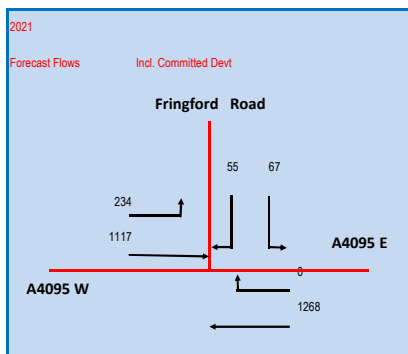 2021
Forecast Flows Incl. Committed Devt
Fringford Road
55 67
234
1117
A4095 E
0
A4095 W
1268